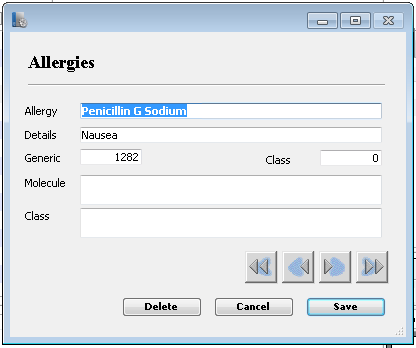 Allergies
Allergy Penicillin G Sodium
Details Nausea
Generic 1282 Class 0
Molecule
Class
Delete Cancel Save